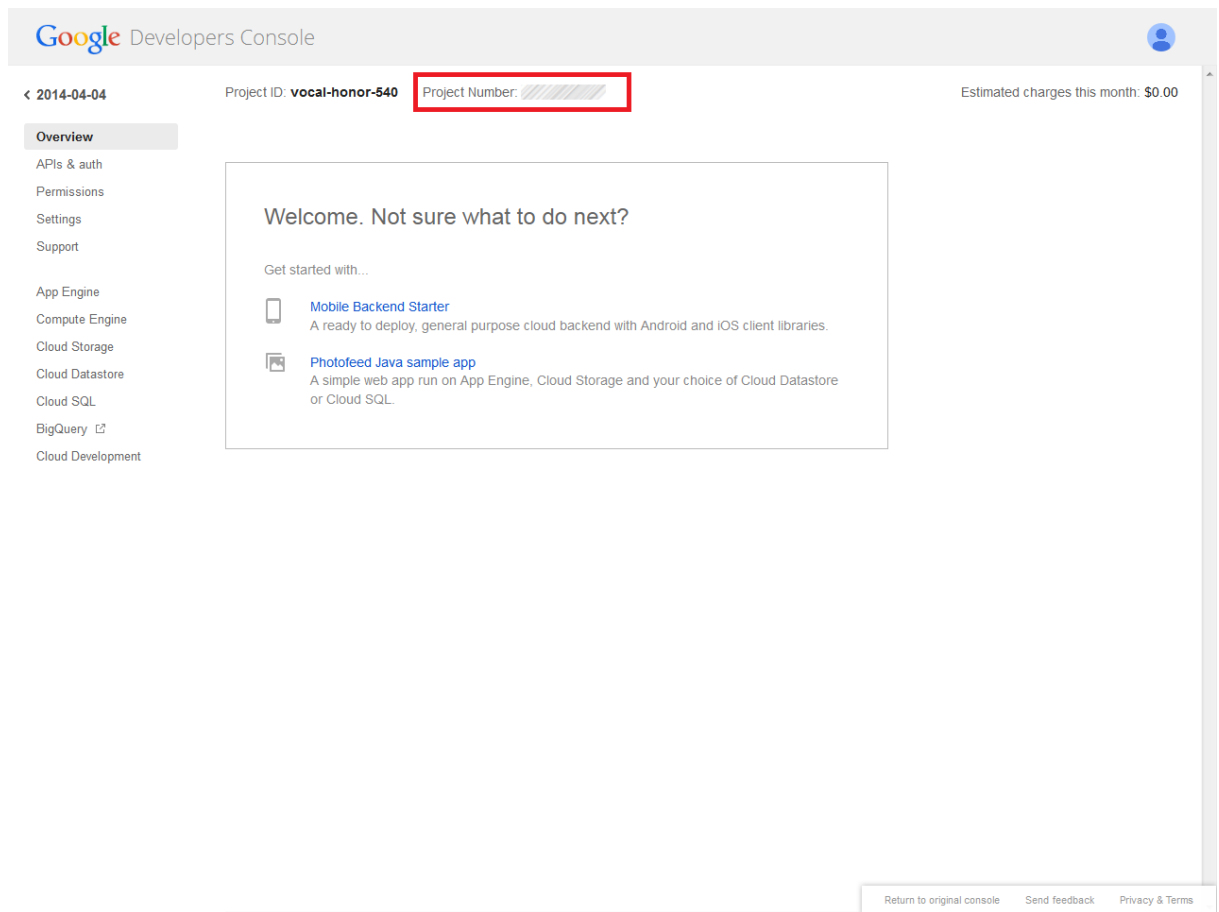 Google Developers Console
< 2014-04-04
Project ID: vocal-honor-540 Project Number:
Estimated charges this month: $0.00
Overview
APIs & auth
Permissions
Settings
Support
App Engine
Compute Engine
Cloud Storage
Cloud Datastore
Cloud SQL
BigQuery
Cloud Development
Welcome. Not sure what to do next?
Get started with...
Mobile Backend Starter
A ready to deploy, general purpose cloud backend with Android and iOS client libraries.
Photofeed Java sample app
A simple web app run on App Engine, Cloud Storage and your choice of Cloud Datastore
or Cloud SQL.
Return to original console Send feedback Privacy & Terms